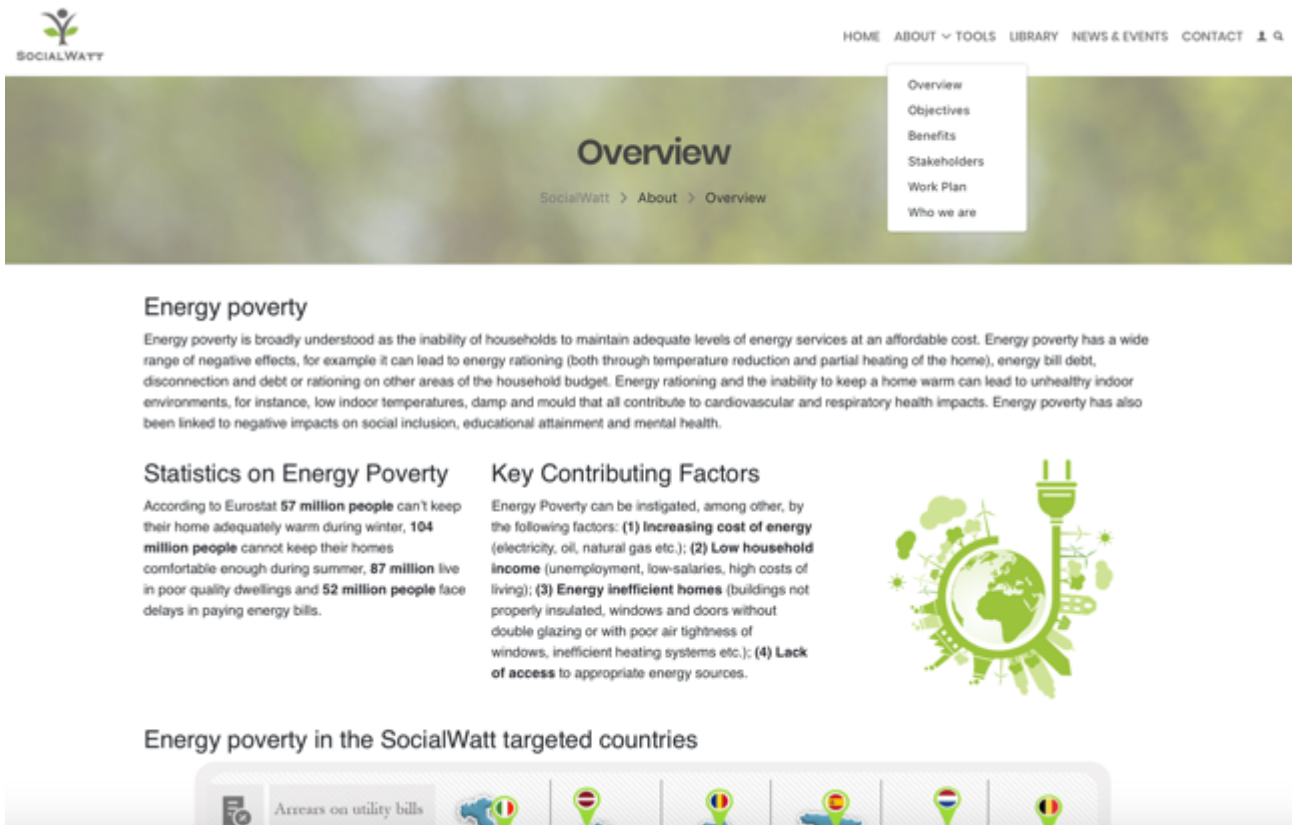 SOCIALWATT
HOME ABOUT TOOLS LIBRARY NEWS & EVENTS CONTACT
Overview
Objectives
Benefits
Stakeholders
Work Plan
Who we are
Overview
SocialWatt > About > Overview
Energy poverty
Energy poverty is broadly understood as the inability of households to maintain adequate levels of energy services at an affordable cost. Energy poverty has a wide
range of negative effects, for example it can lead to energy rationing (both through temperature reduction and partial heating of the home), energy bill debt,
disconnection and debt or rationing on other areas of the household budget. Energy rationing and the inability to keep a home warm can lead to unhealthy indoor
environments, for instance, low indoor temperatures, damp and mould that all contribute to cardiovascular and respiratory health impacts. Energy poverty has also
been linked to negative impacts on social inclusion, educational attainment and mental health.
Statistics on Energy Poverty
According to Eurostat 57 million people can't keep
their home adequately warm during winter, 104
million people cannot keep their homes
comfortable enough during summer, 87 million live
in poor quality dwellings and 52 million people face
delays in paying energy bills.
Key Contributing Factors
Energy Poverty can be instigated, among other, by
the following factors: (1) Increasing cost of energy
(electricity, oil, natural gas etc.); (2) Low household
income (unemployment, low-salaries, high costs of
living); (3) Energy inefficient homes (buildings not
properly insulated, windows and doors without
double glazing or with poor air tightness of
windows, inefficient heating systems etc.); (4) Lack
of access to appropriate energy sources.
Energy poverty in the SocialWatt targeted countries
Arrears on utility bills